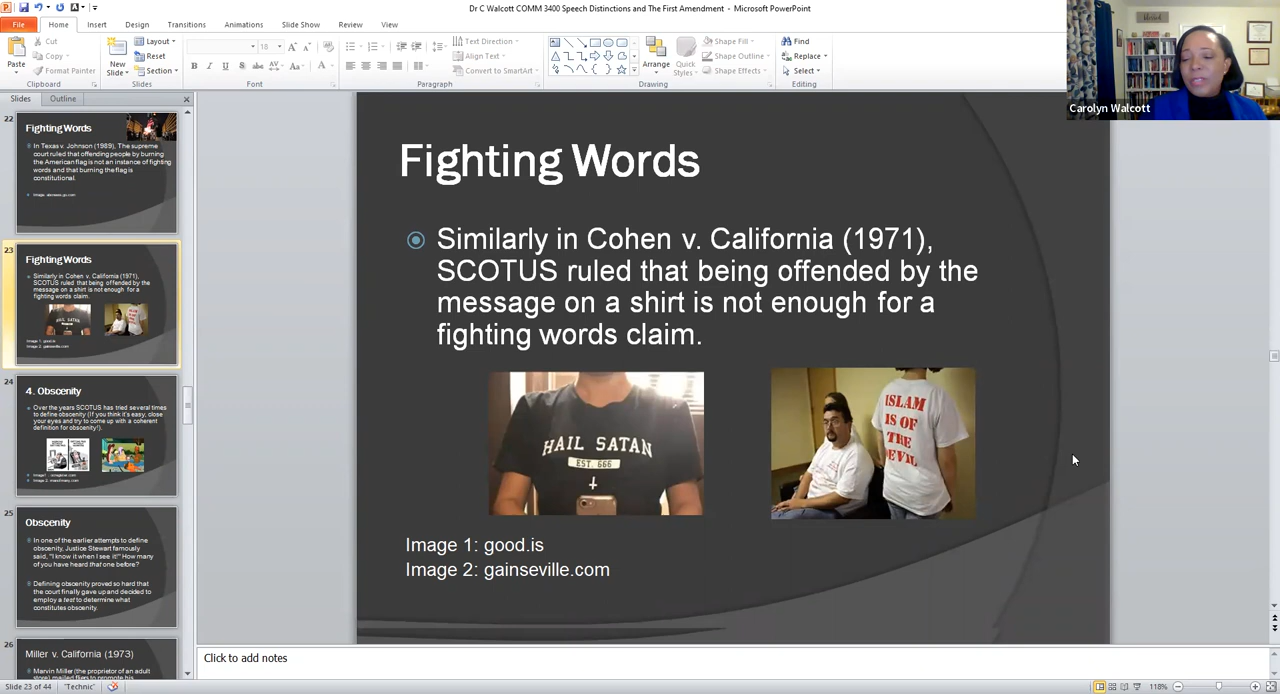 Dr C Walcott COMM 3400 Speech Distinctions and The First Amendment - Microsoft PowerPoint
File Home Insert Design Transitions Animations Slide Show Review View
Cut
Copy
Format Painter
Paste
Clipboard
New
Slide
Layout
Reset
Section
Slides
18
Font
Text Direction
Align Text
Convert to SmartArt
Paragraph
Arrange
Quick
Styles
Shape Fill
Shape Outline
Shape Effects
Drawing
Find
Replace
Select
Editing
Carolyn Walcott
Slides Outline
22
Fighting Words
In Texas v. Johnson (1989), The supreme
court ruled that offending people by burning
the American flag is not an instance of fighting
words and that burning the flag is
constitutional.
23
Fighting Words
Similarly in Cohen v. California (1971),
SCOTUS ruled that being offended by the
message on a shirt is not enough for a
fighting words claim.
HAIL SATAN
Image 1: good.is
Image 2: gainseville.com
24
4. Obscenity
Over the years SCOTUS has tried several times
to define obscenity (If you think it's easy, close
your eyes and try to come up with a coherent
definition for obscenity!).
25
Obscenity
In one of the earlier attempts to define
obscenity, Justice Stewart famously
said, "I know it when I see it!" How many
of you have heard that one before?
Defining obscenity proved so hard that
the court finally gave up and decided to
employ a test to determine what
constitutes obscenity.
26
Miller v. California (1973)
Marvin Miller (the proprietor of an adult
store) mailed fliers to promote his
Fighting Words
Similarly in Cohen v. California (1971),
SCOTUS ruled that being offended by the
message on a shirt is not enough for a
fighting words claim.
HAIL SATAN
EST. 666
ISLAM
IS OF
THE
DEVIL
Image 1: good.is
Image 2: gainseville.com
Click to add notes
Slide 23 of 44 "Technic" 118%